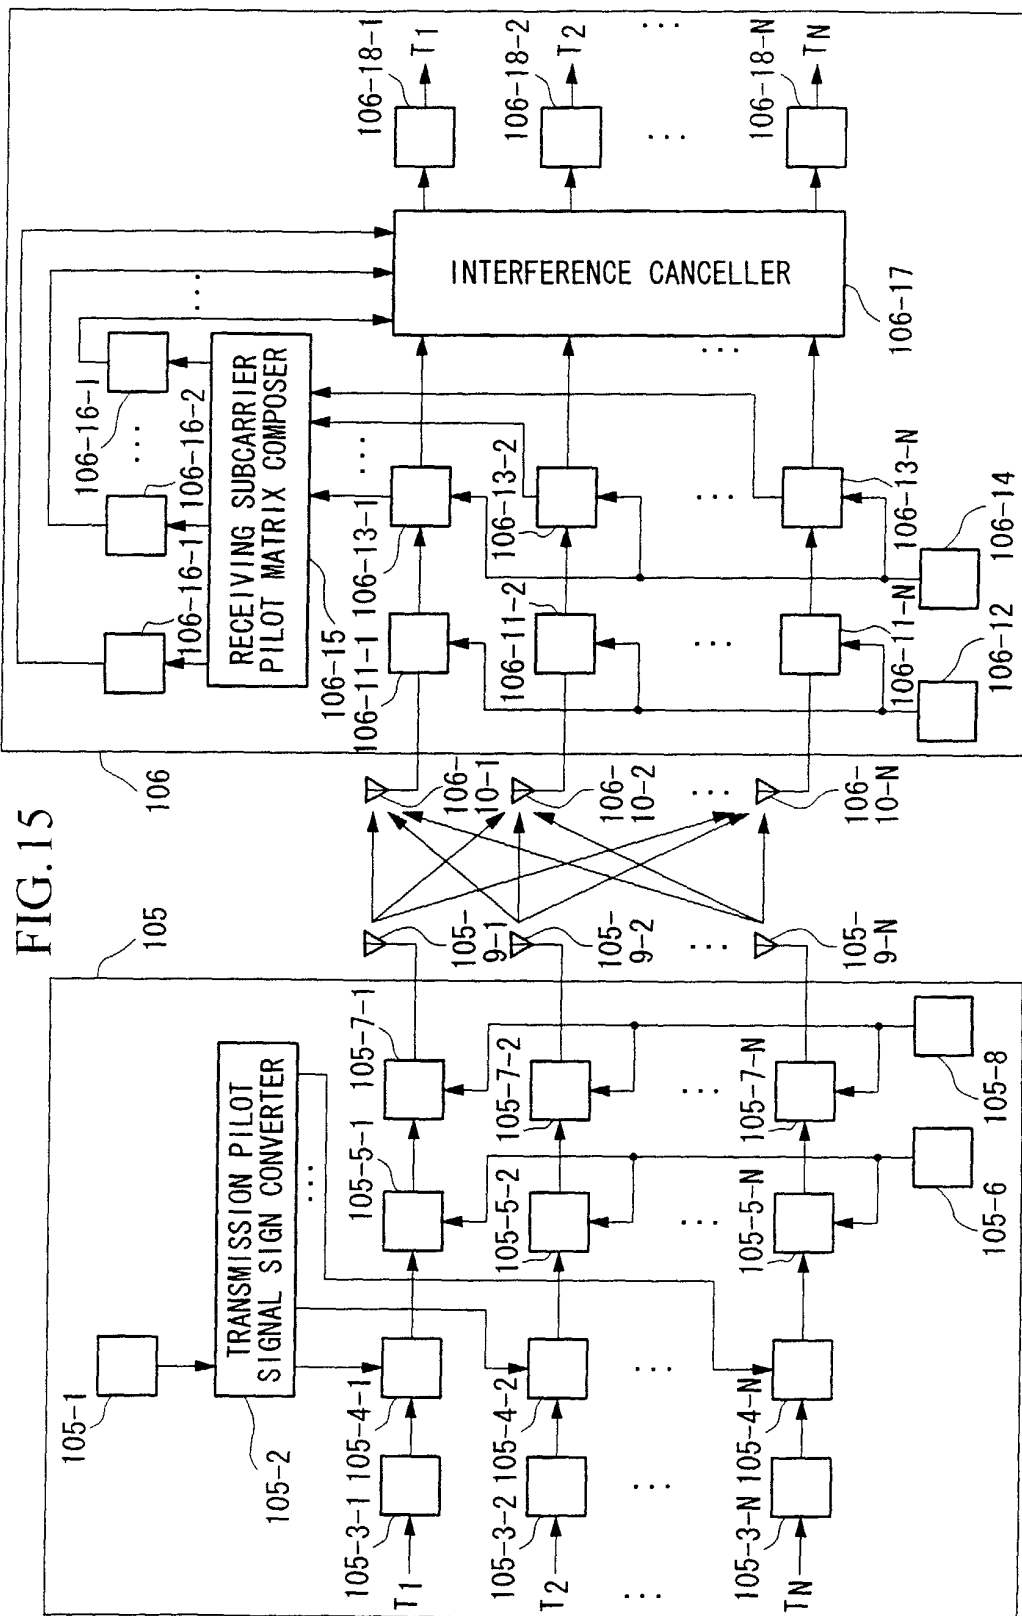 FIG.15
105
105-1
TRANSMISSION PILOT
SIGNAL SIGN CONVERTER
105-2
...
T1
105-3-1
105-4-1
105-5-1
105-7-1
105-
9-1
T2
105-3-2
105-4-2
105-5-2
105-7-2
105-
9-2
...
...
...
...
...
TN
105-3-N
105-4-N
105-5-N
105-7-N
105-
9-N
105-6
105-8
106
106-16-1
106-16-2
...
106-16-l
...
RECEIVING SUBCARRIER
PILOT MATRIX COMPOSER
106-15
...
106-
10-1
106-11-1
106-13-1
106-18-1
T1
106-
10-2
106-11-2
106-13-2
INTERFERENCE CANCELLER
106-18-2
T2
...
...
...
...
...
...
106-
10-N
106-11-N
106-13-N
106-17
106-18-N
TN
106-12
106-14